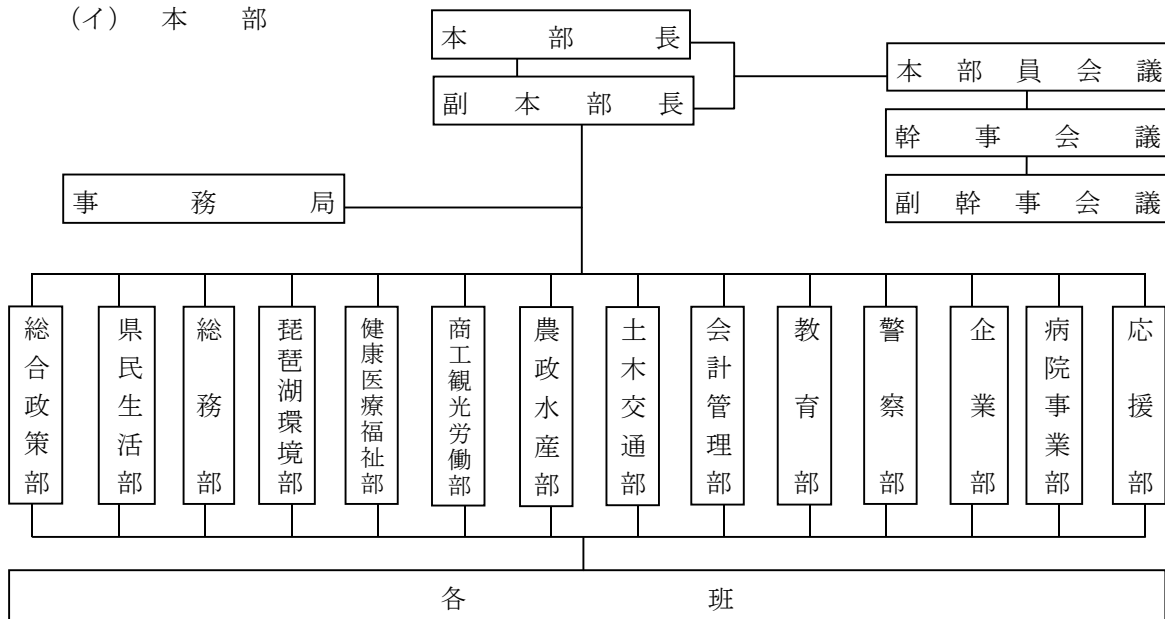 (イ) 本部
本部長
副本部長
本部員会議
幹事会議
副幹事会議
事務局
総合政策部
県民生活部
総務部
琵琶湖環境部
健康医療福祉部
商工観光労働部
農政水産部
土木交通部
会計管理部
教育部
警察部
企業部
病院事業部
応援部
各班